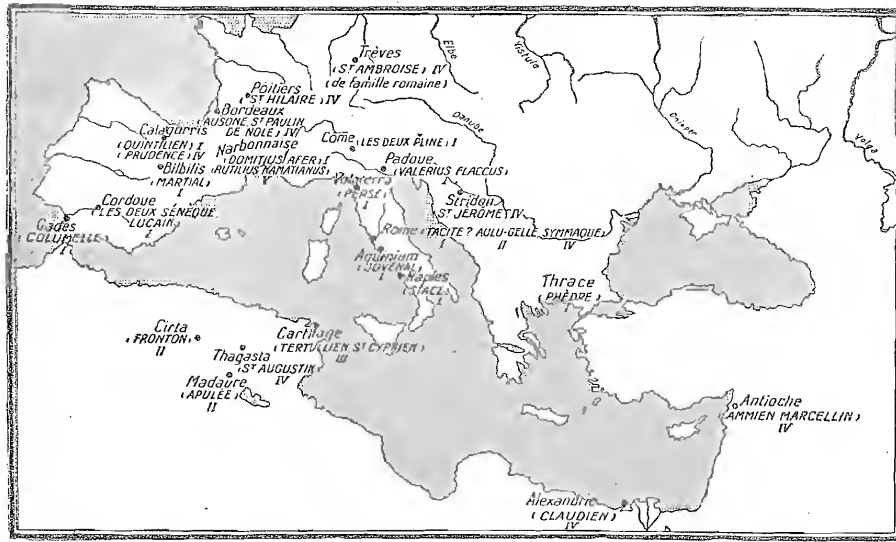 Trèves
(ST AMBROISE) IV
(de famille romaine)
Elbe
Vistule
Dnieper
Volga
Danube
Poitiers
(ST HILAIRE) IV
Bordeaux
(AUSONE, ST PAULIN
DE NOLE) IV
Calagurris
(QUINTILIEN) I
(PRUDENCE) IV
Narbonnaise
(DOMITIUS AFER) I
(RUTILIUS NAMATIANUS)
V
Côme (LES DEUX PLINE) I
Padoue
(VALERIUS FLACCUS)
I
Bilbilis
(MARTIAL)
I
Volaterra
(PERSE)
I
Stridon
ST JÉRÔME IV
Cordoue
(LES DEUX SÉNÈQUE,
LUCAIN)
I
Gadès
(COLUMELLE)
I
Rome (TACITE? AULU-GELLE, SYMMAQUE)
I II IV
Aquinium
(JUVÉNAL)
I
Naples
(STACE)
I
Thrace
(PHÈDRE)
I
Cirta
(FRONTON)
II
Carthage
(TERTULLIEN ST CYPRIEN)
III
Thagasta
(ST AUGUSTIN)
IV
Madaure
(APULÉE)
II
Antioche
(AMMIEN MARCELLIN)
IV
Alexandrie
(CLAUDIEN)
IV